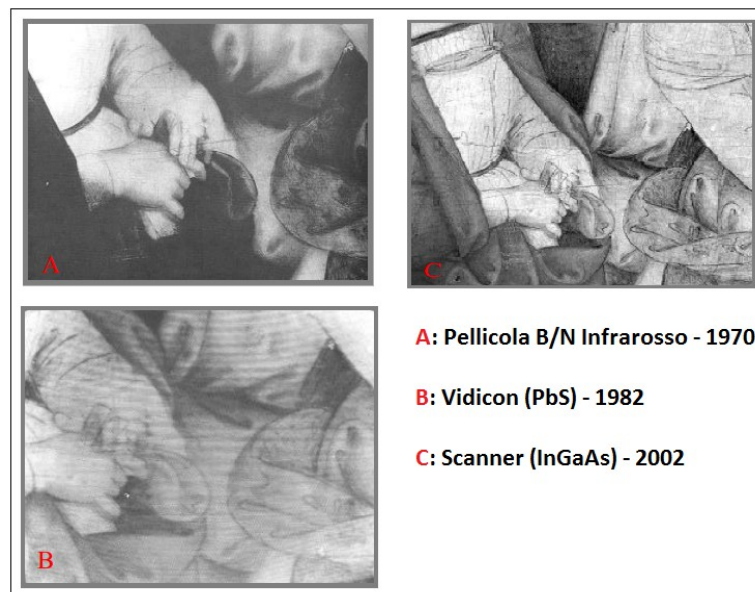 A
C
B
A: Pellicola B/N Infrarosso - 1970
B: Vidicon (PbS) - 1982
C: Scanner (InGaAs) - 2002